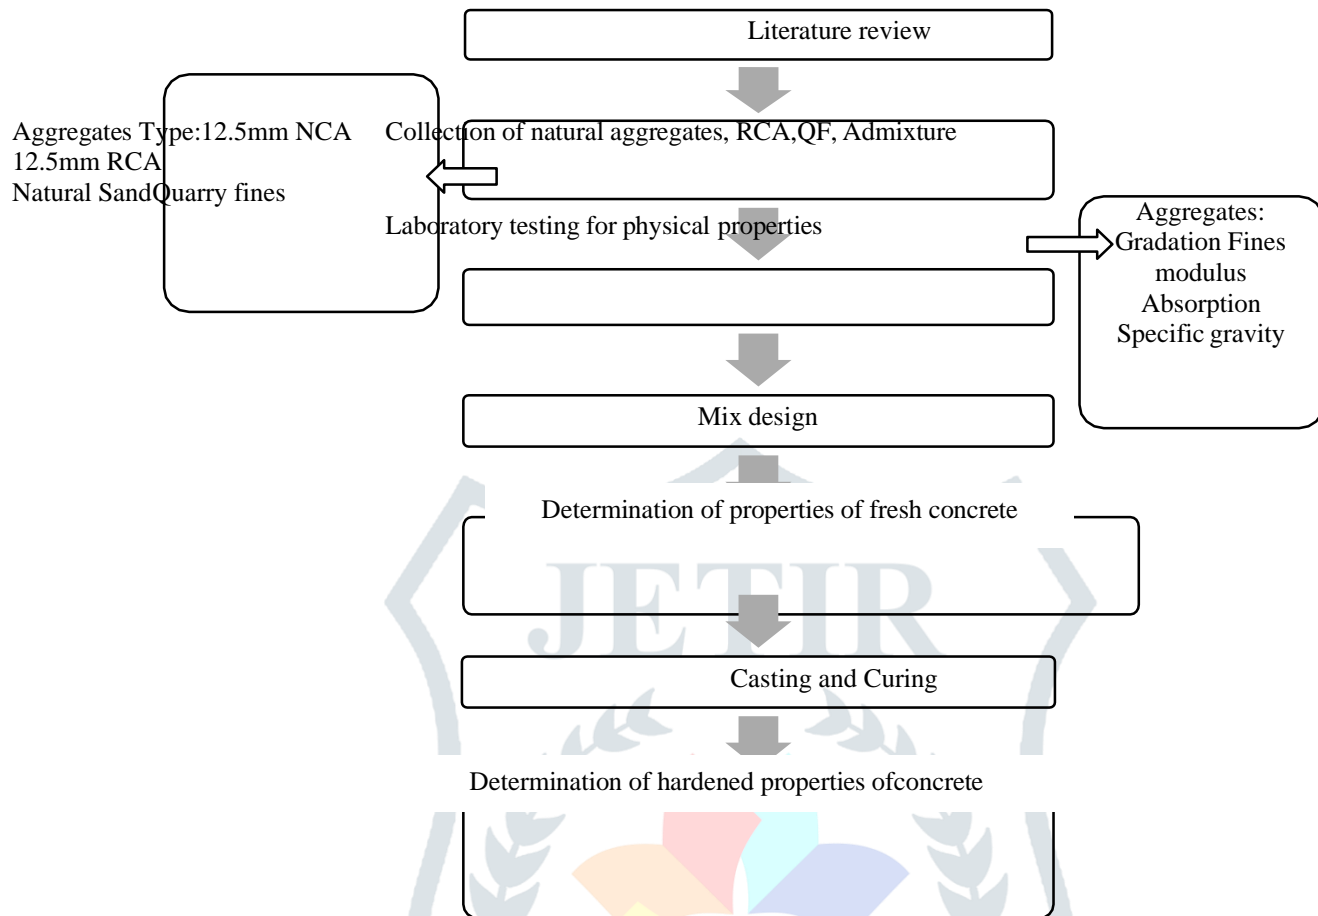 Literature review
Aggregates Type:12.5mm NCA
12.5mm RCA
Natural SandQuarry fines
Collection of natural aggregates, RCA,QF, Admixture
Laboratory testing for physical properties
Aggregates:
Gradation Fines
modulus
Absorption
Specific gravity
Mix design
Determination of properties of fresh concrete
JETIR
Casting and Curing
Determination of hardened properties ofconcrete